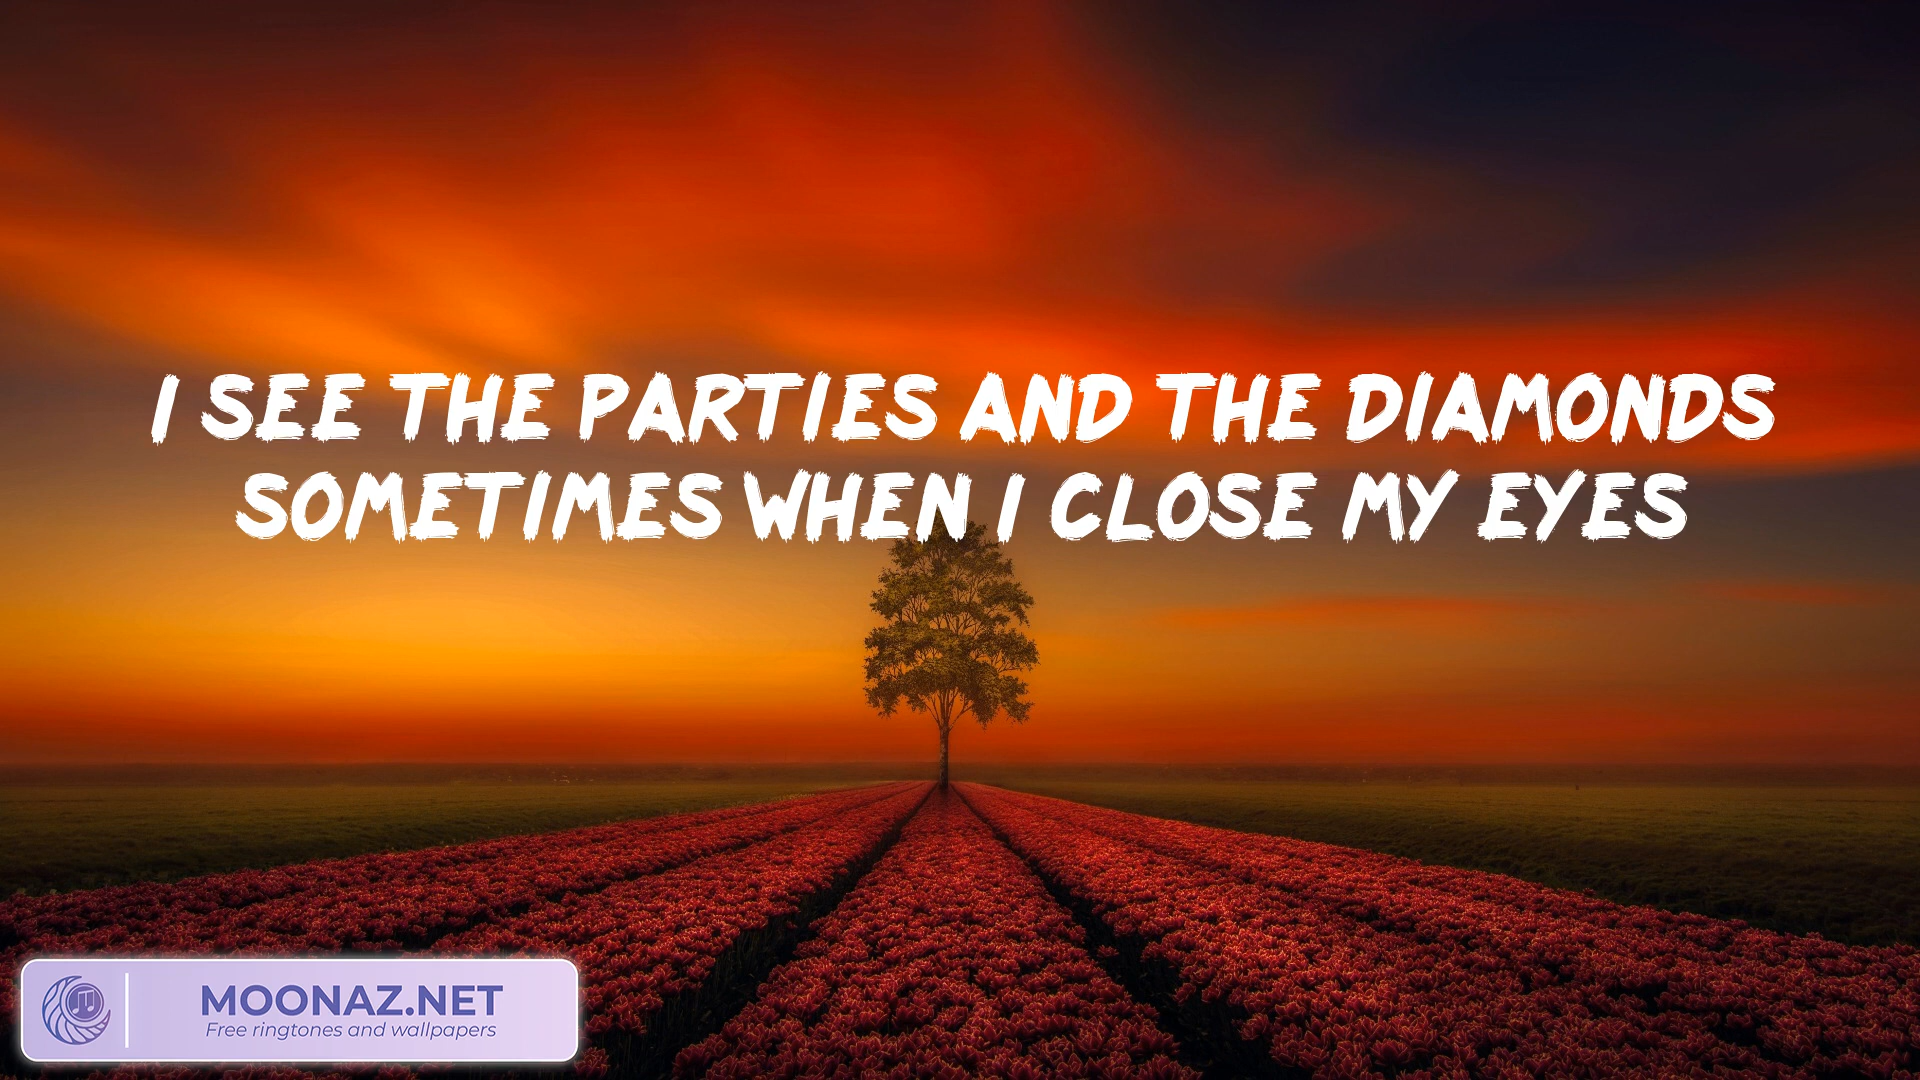 I SEE THE PARTIES AND THE DIAMONDS
SOMETIMES WHEN I CLOSE MY EYES
MOONAZ.NET
Free ringtones and wallpapers